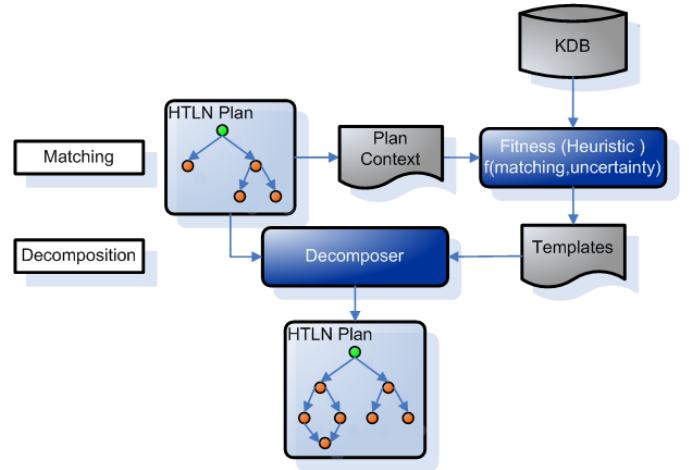 KDB
HTLN Plan
Plan
Context
Fitness (Heuristic )
f(matching,uncertainty)
Matching
Decomposition
Decomposer
Templates
HTLN Plan